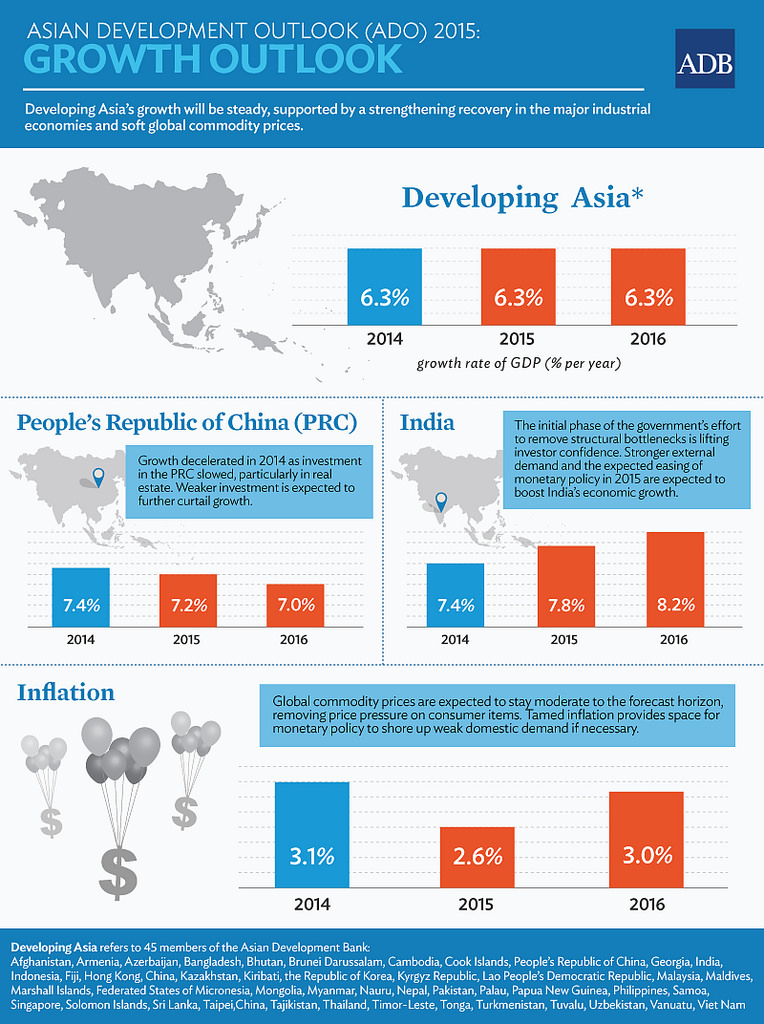 ASIAN DEVELOPMENT OUTLOOK (ADO) 2015:
GROWTH OUTLOOK
ADB
Developing Asia's growth will be steady, supported by a strengthening recovery in the major industrial
economies and soft global commodity prices.
Developing Asia*
6.3%
6.3%
6.3%
2014
2015
2016
growth rate of GDP (% per year)
People's Republic of China (PRC)
Growth decelerated in 2014 as investment
in the PRC slowed, particularly in real
estate. Weaker investment is expected to
further curtail growth.
7.4%
7.2%
7.0%
2014
2015
2016
India
The initial phase of the government's effort
to remove structural bottlenecks is lifting
investor confidence. Stronger external
demand and the expected easing of
monetary policy in 2015 are expected to
boost India's economic growth.
7.4%
7.8%
8.2%
2014
2015
2016
Inflation
Global commodity prices are expected to stay moderate to the forecast horizon,
removing price pressure on consumer items. Tamed inflation provides space for
monetary policy to shore up weak domestic demand if necessary.
$
$
$
3.1%
2.6%
3.0%
2014
2015
2016
Developing Asia refers to 45 members of the Asian Development Bank:
Afghanistan, Armenia, Azerbaijan, Bangladesh, Bhutan, Brunei Darussalam, Cambodia, Cook Islands, People's Republic of China, Georgia, India,
Indonesia, Fiji, Hong Kong, China, Kazakhstan, Kiribati, the Republic of Korea, Kyrgyz Republic, Lao People's Democratic Republic, Malaysia, Maldives,
Marshall Islands, Federated States of Micronesia, Mongolia, Myanmar, Nauru, Nepal, Pakistan, Palau, Papua New Guinea, Philippines, Samoa,
Singapore, Solomon Islands, Sri Lanka, Taipei,China, Tajikistan, Thailand, Timor-Leste, Tonga, Turkmenistan, Tuvalu, Uzbekistan, Vanuatu, Viet Nam